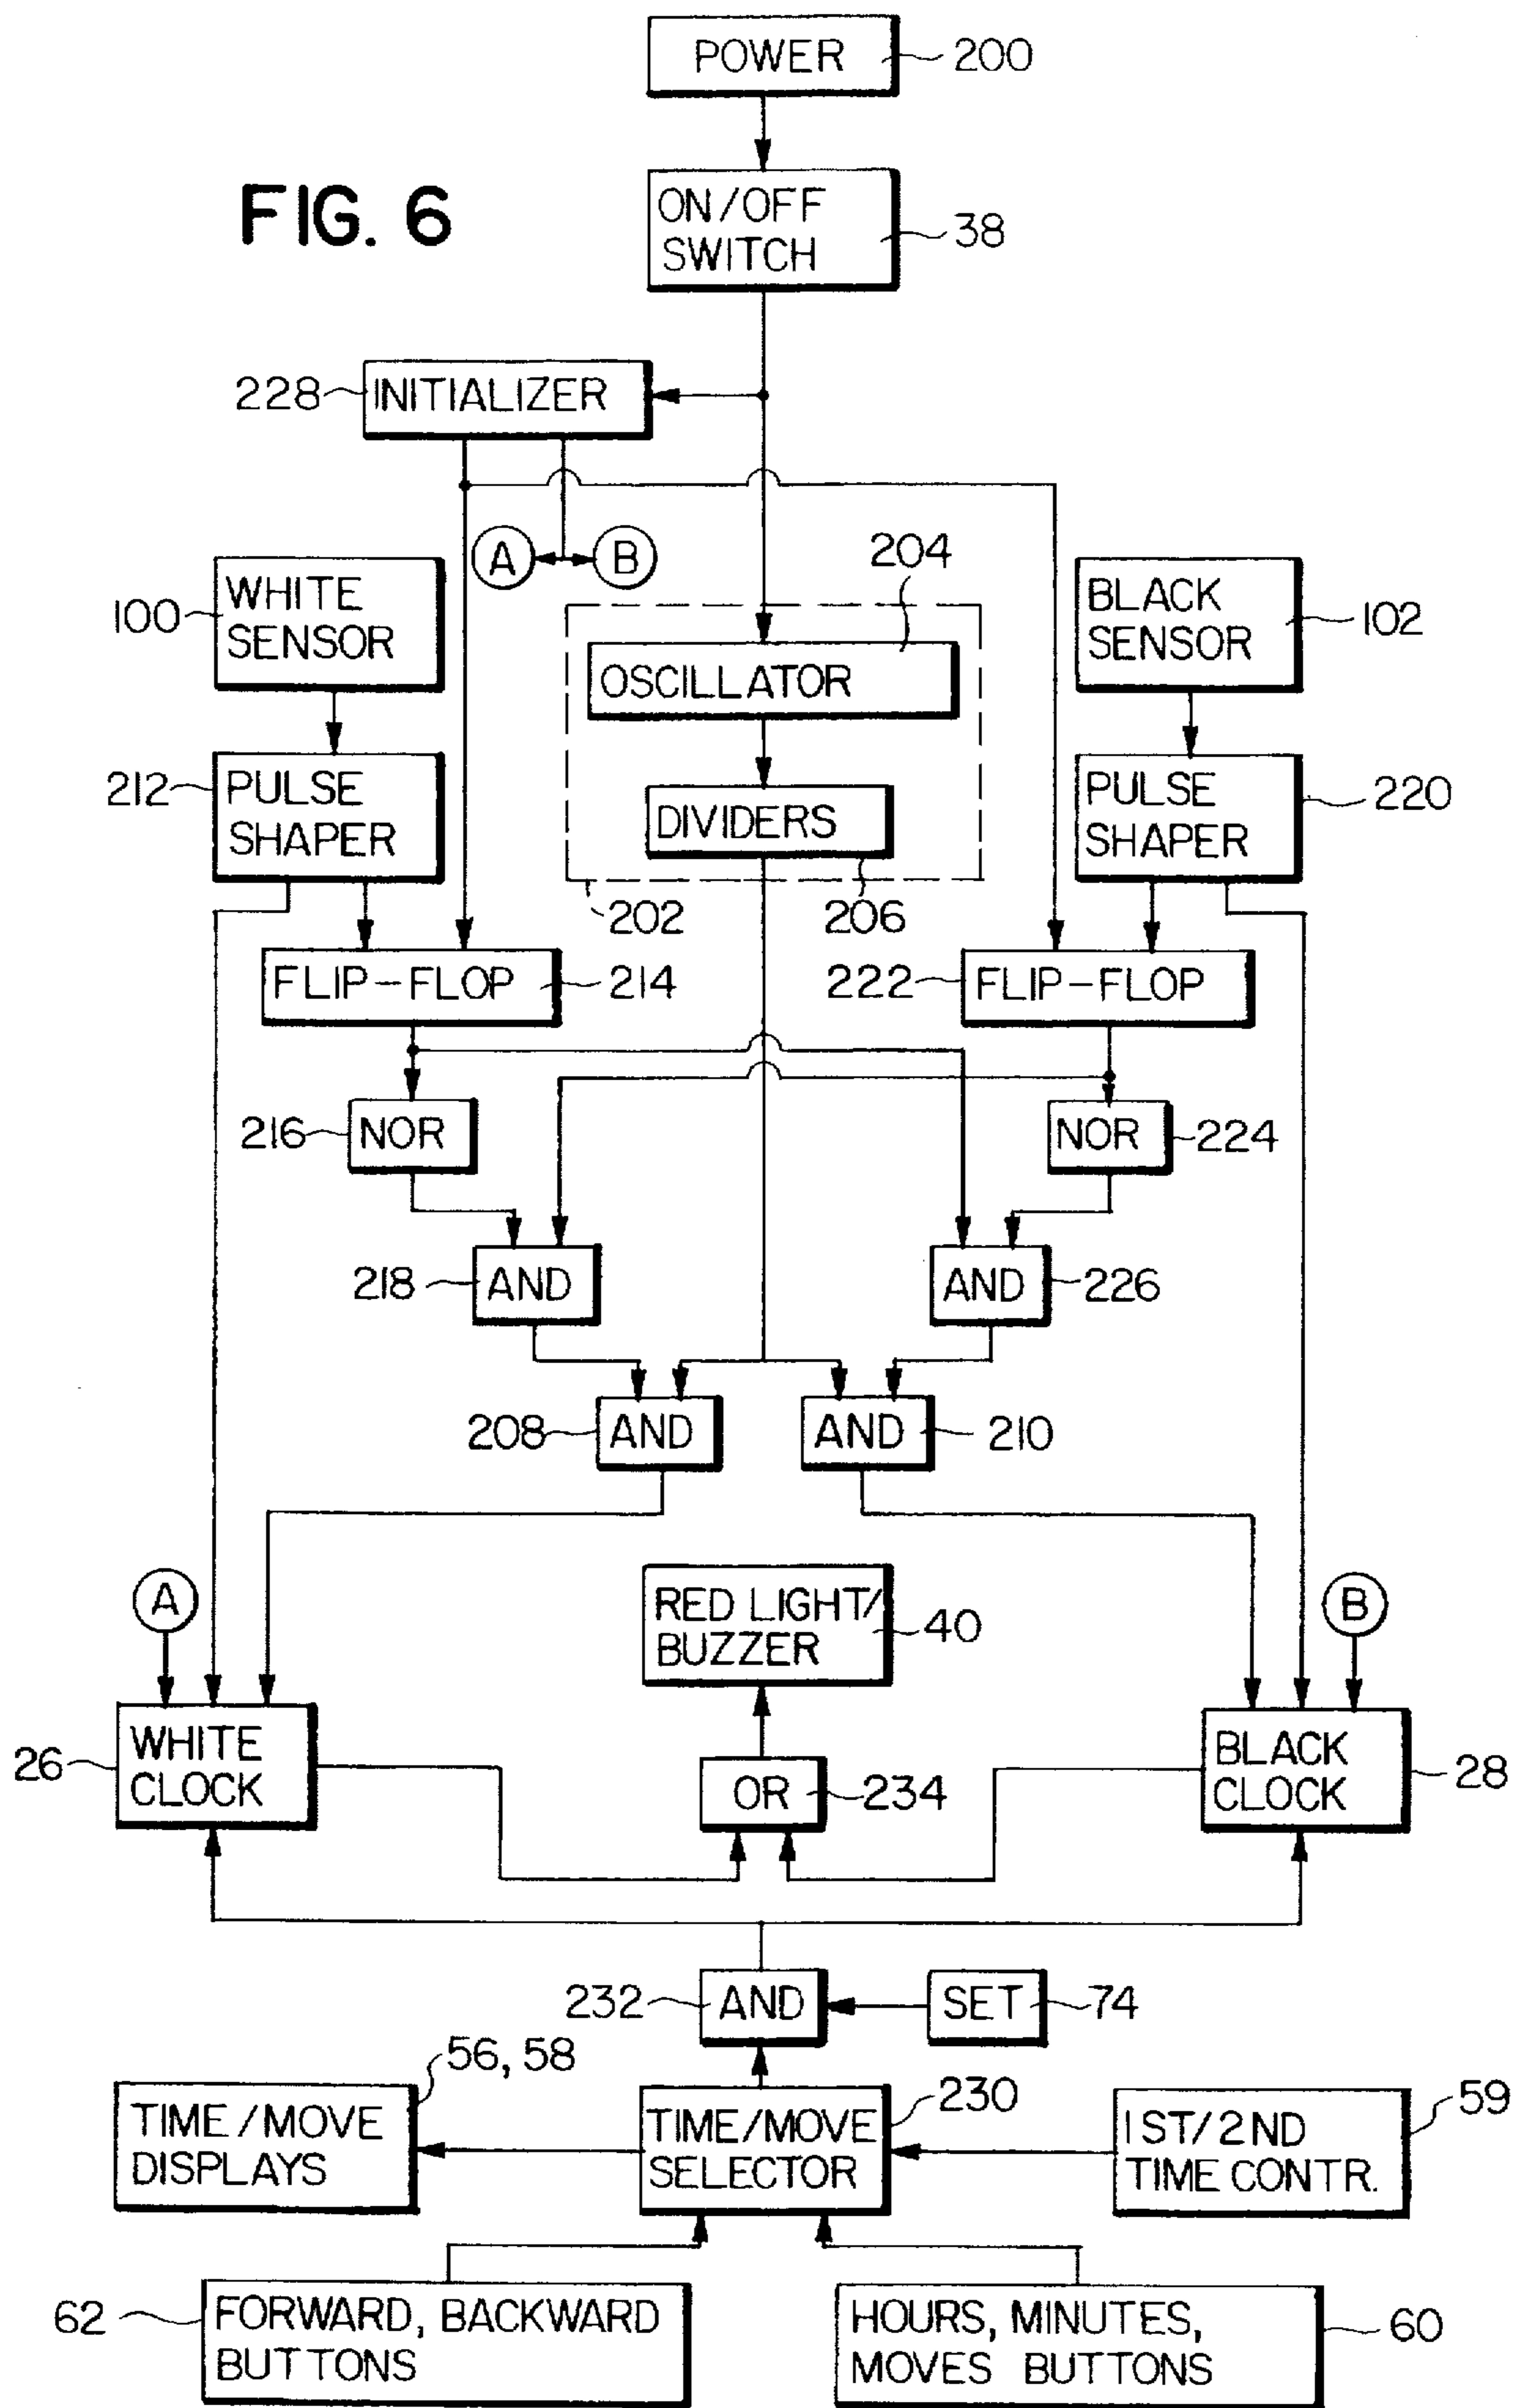 POWER 200
FIG. 6
ON/OFF
SWITCH
38
228 INITIALIZER
A B
204
WHITE
SENSOR
100
BLACK
SENSOR
102
OSCILLATOR
212
PULSE
SHAPER
DIVIDERS
PULSE
SHAPER
220
202
206
FLIP-FLOP 214
222 FLIP-FLOP
216 NOR
NOR 224
218 AND
AND 226
208 AND
AND 210
A
RED LIGHT/
BUZZER
40
B
26
WHITE
CLOCK
OR 234
BLACK
CLOCK
28
232 AND
SET 74
56, 58
TIME/MOVE
DISPLAYS
230
TIME/MOVE
SELECTOR
59
1ST/2ND
TIME CONTR.
62
FORWARD, BACKWARD
BUTTONS
HOURS, MINUTES,
MOVES BUTTONS
60